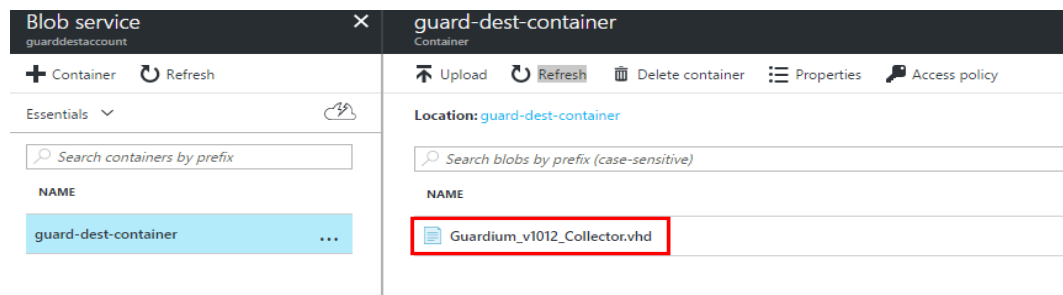 Blob service
guarddestaccount
Container Refresh
Essentials
Search containers by prefix
NAME
guard-dest-container ...
guard-dest-container
Container
Upload Refresh Delete container Properties Access policy
Location: guard-dest-container
Search blobs by prefix (case-sensitive)
NAME
Guardium_v1012_Collector.vhd